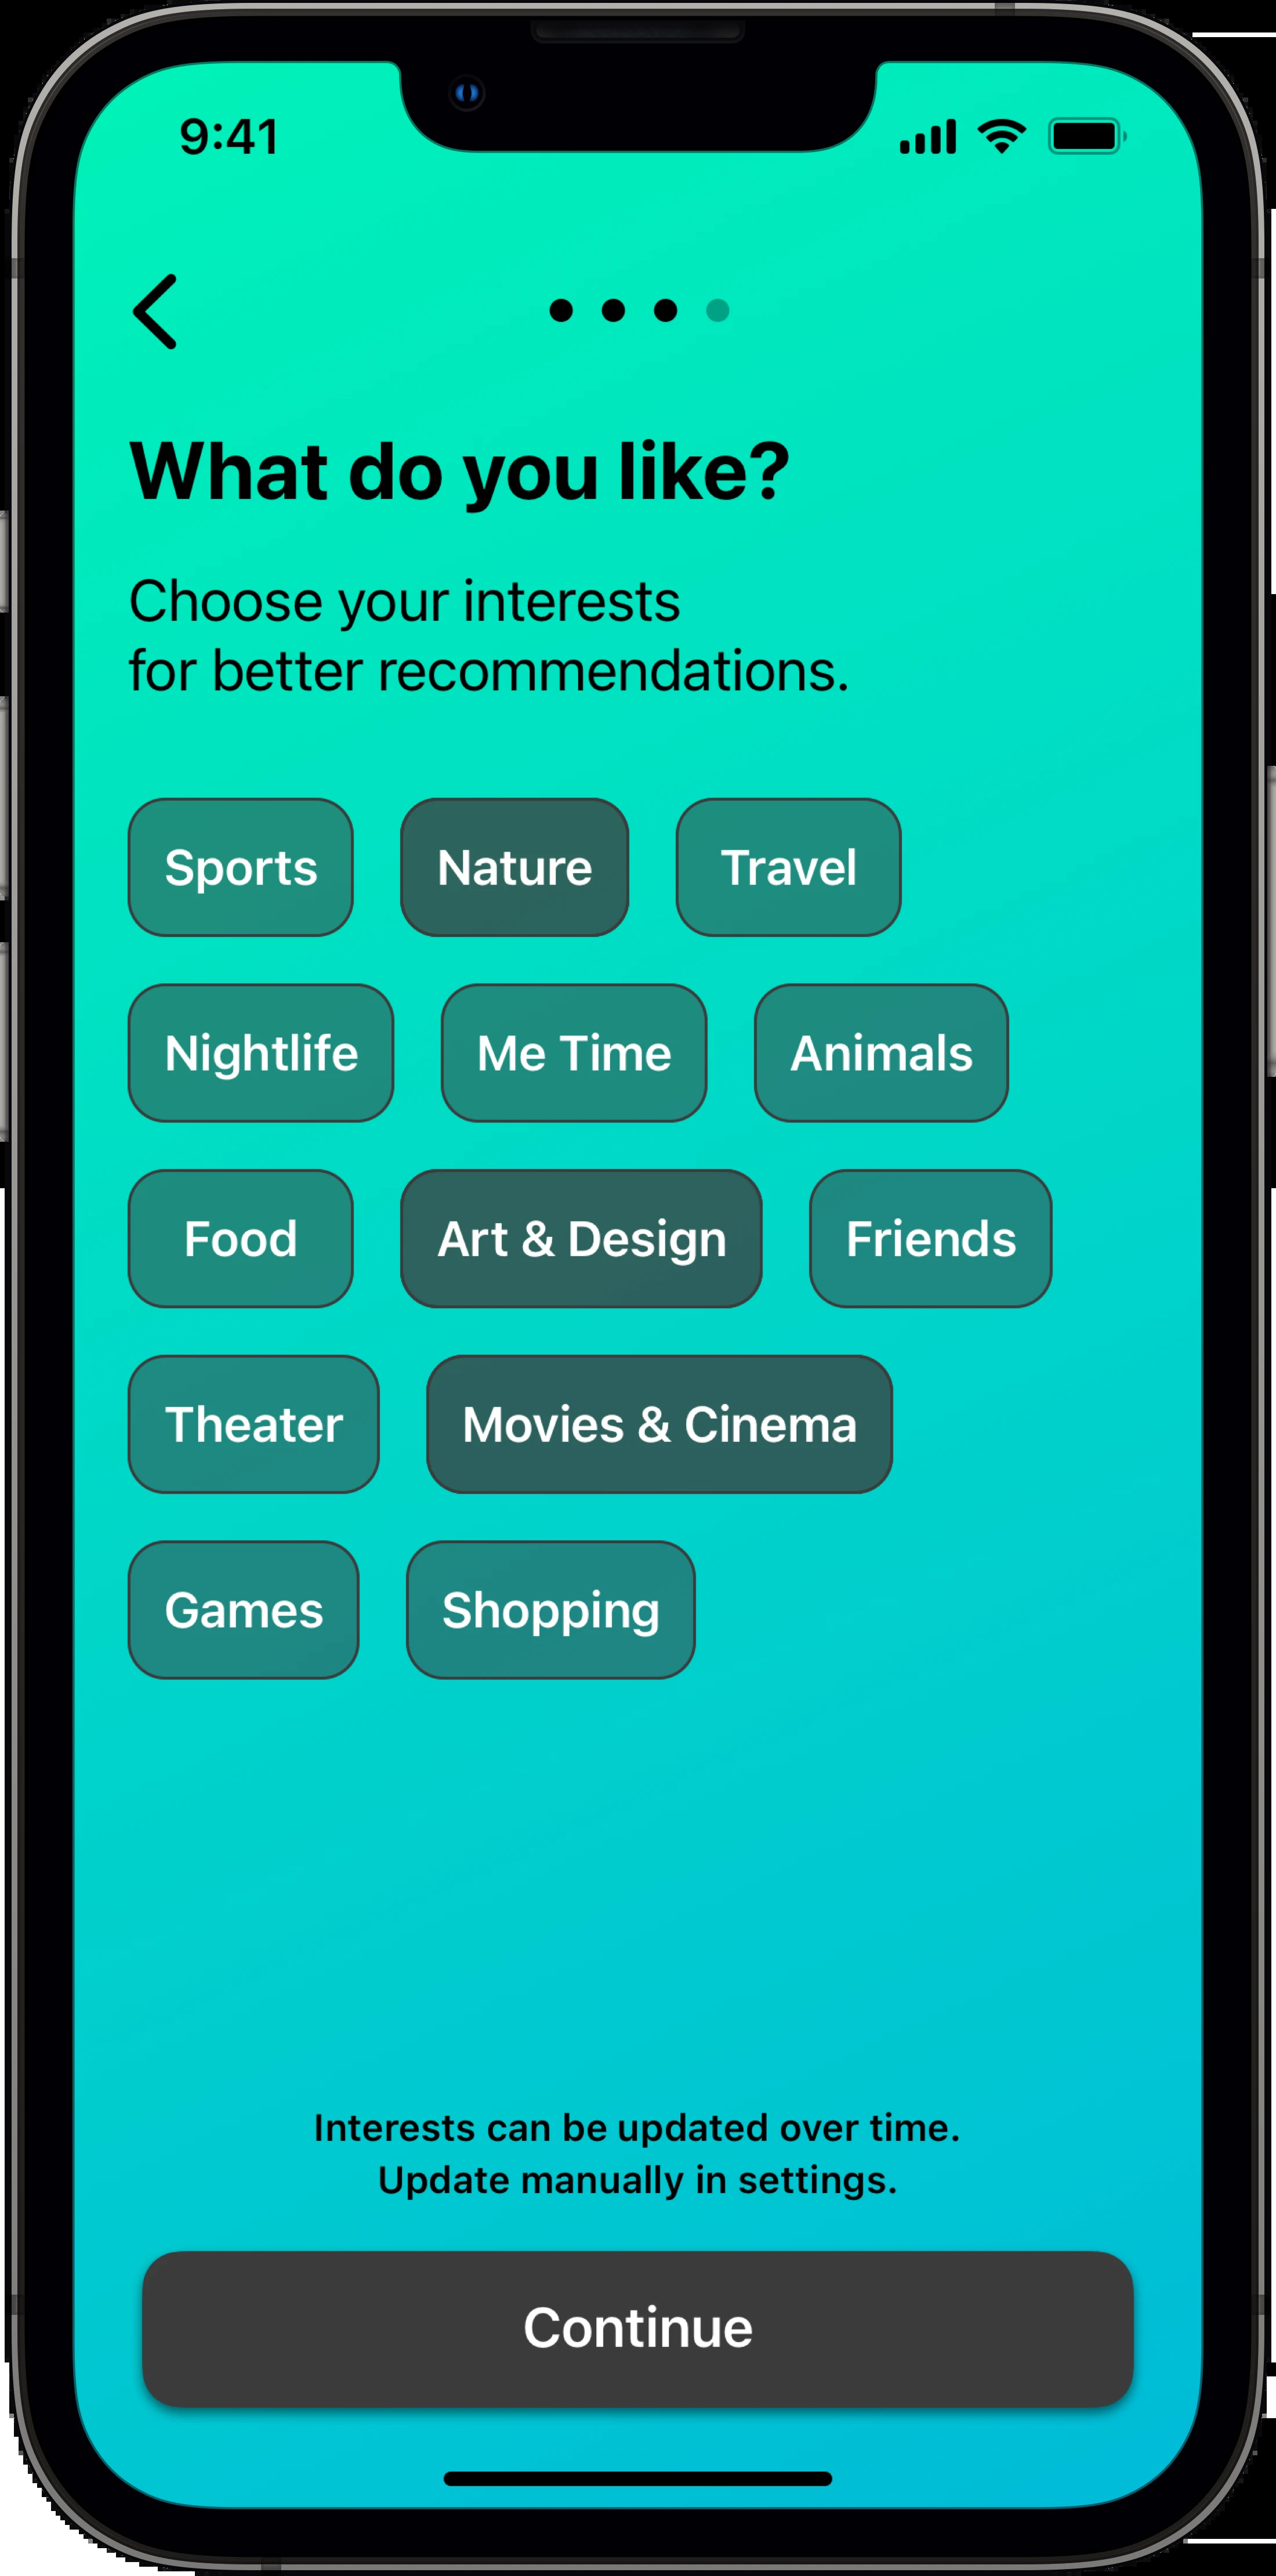 9:41
What do you like?
Choose your interests
for better recommendations.
Sports Nature Travel
Nightlife Me Time Animals
Food Art & Design Friends
Theater Movies & Cinema
Games Shopping
Interests can be updated over time.
Update manually in settings.
Continue